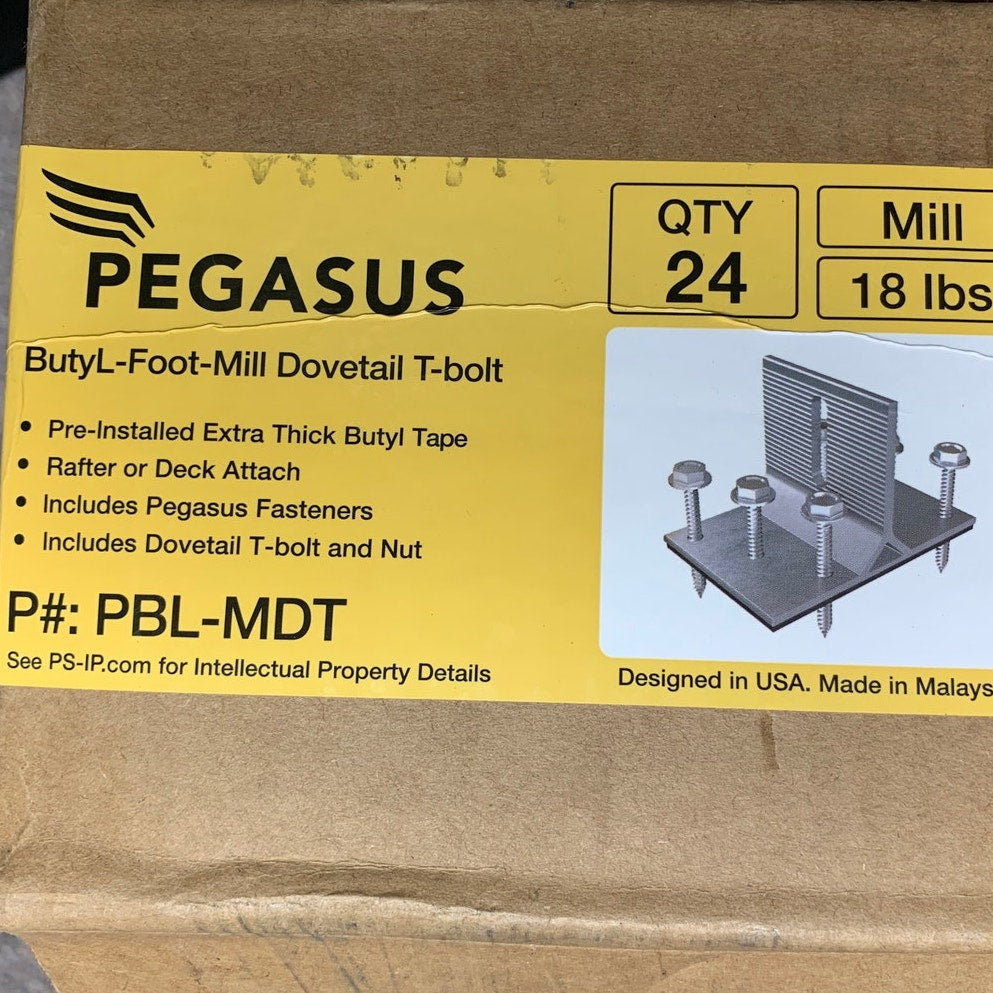 PEGASUS
QTY
24
Mill
18 lbs
ButyL-Foot-Mill Dovetail T-bolt
• Pre-Installed Extra Thick Butyl Tape
• Rafter or Deck Attach
• Includes Pegasus Fasteners
• Includes Dovetail T-bolt and Nut
P#: PBL-MDT
See PS-IP.com for Intellectual Property Details
Designed in USA. Made in Malays